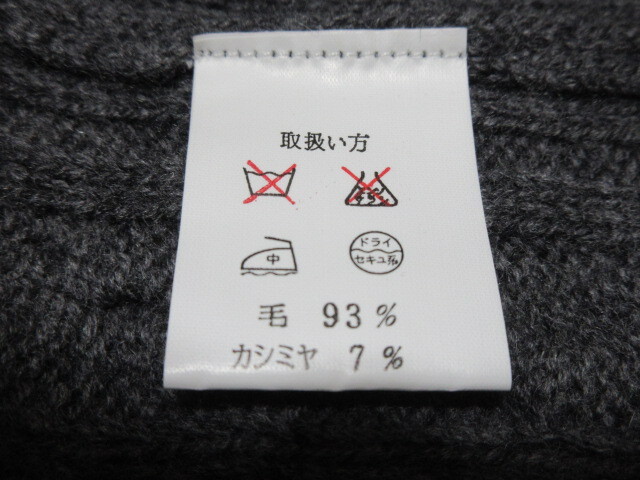 取扱い方
中
ドライ
セキユ系
毛 93%
カシミヤ 7%